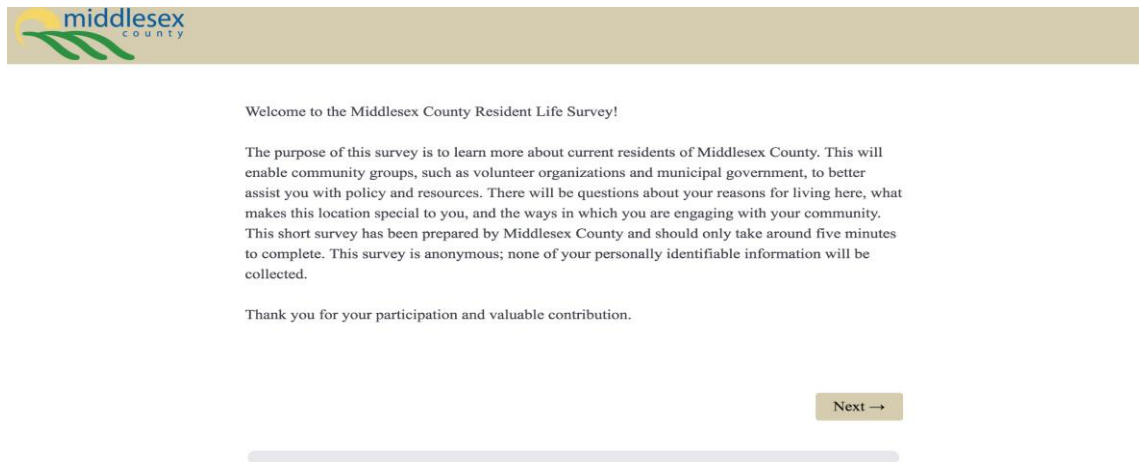 middlesex
county
Welcome to the Middlesex County Resident Life Survey!
The purpose of this survey is to learn more about current residents of Middlesex County. This will
enable community groups, such as volunteer organizations and municipal government, to better
assist you with policy and resources. There will be questions about your reasons for living here, what
makes this location special to you, and the ways in which you are engaging with your community.
This short survey has been prepared by Middlesex County and should only take around five minutes
to complete. This survey is anonymous; none of your personally identifiable information will be
collected.
Thank you for your participation and valuable contribution.
Next →